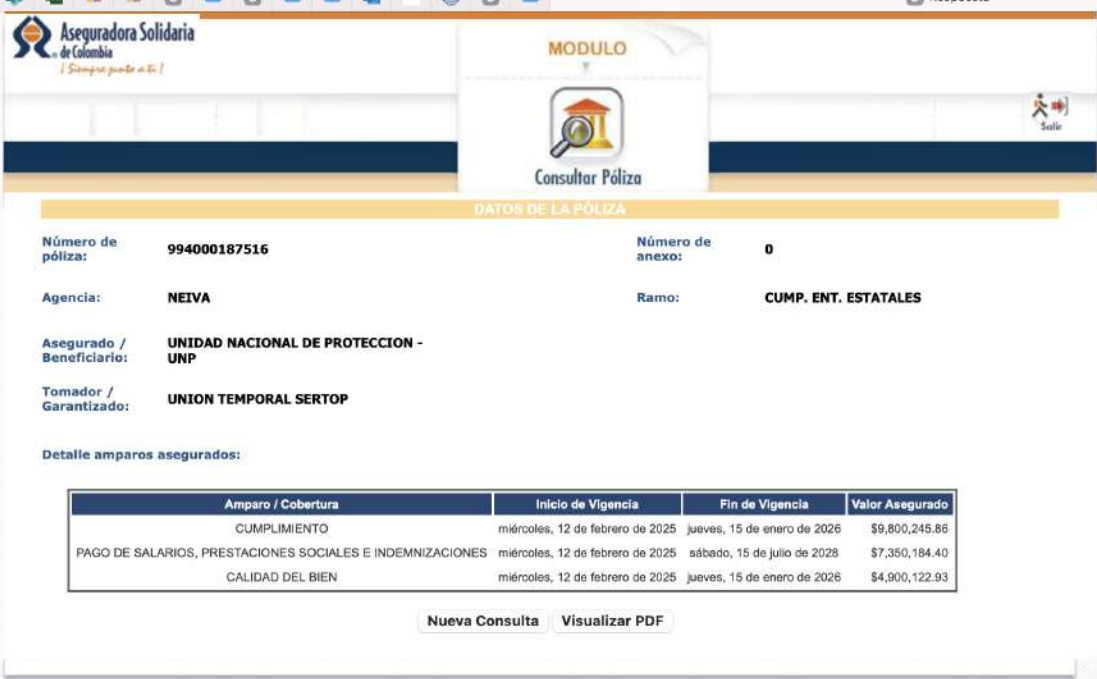 Aseguradora Solidaria
de Colombia
¡ Siempre junto a ti !
MODULO
Consultar Póliza
Salir
DATOS DE LA PÓLIZA
Número de póliza: 994000187516
Número de anexo: 0
Agencia: NEIVA
Ramo: CUMP. ENT. ESTATALES
Asegurado / Beneficiario: UNIDAD NACIONAL DE PROTECCION - UNP
Tomador / Garantizado: UNION TEMPORAL SERTOP
Detalle amparos asegurados:
Amparo / Cobertura Inicio de Vigencia Fin de Vigencia Valor Asegurado
CUMPLIMIENTO miércoles, 12 de febrero de 2025 jueves, 15 de enero de 2026 $9,800,245.86
PAGO DE SALARIOS, PRESTACIONES SOCIALES E INDEMNIZACIONES miércoles, 12 de febrero de 2025 sábado, 15 de julio de 2028 $7,350,184.40
CALIDAD DEL BIEN miércoles, 12 de febrero de 2025 jueves, 15 de enero de 2026 $4,900,122.93
Nueva Consulta Visualizar PDF